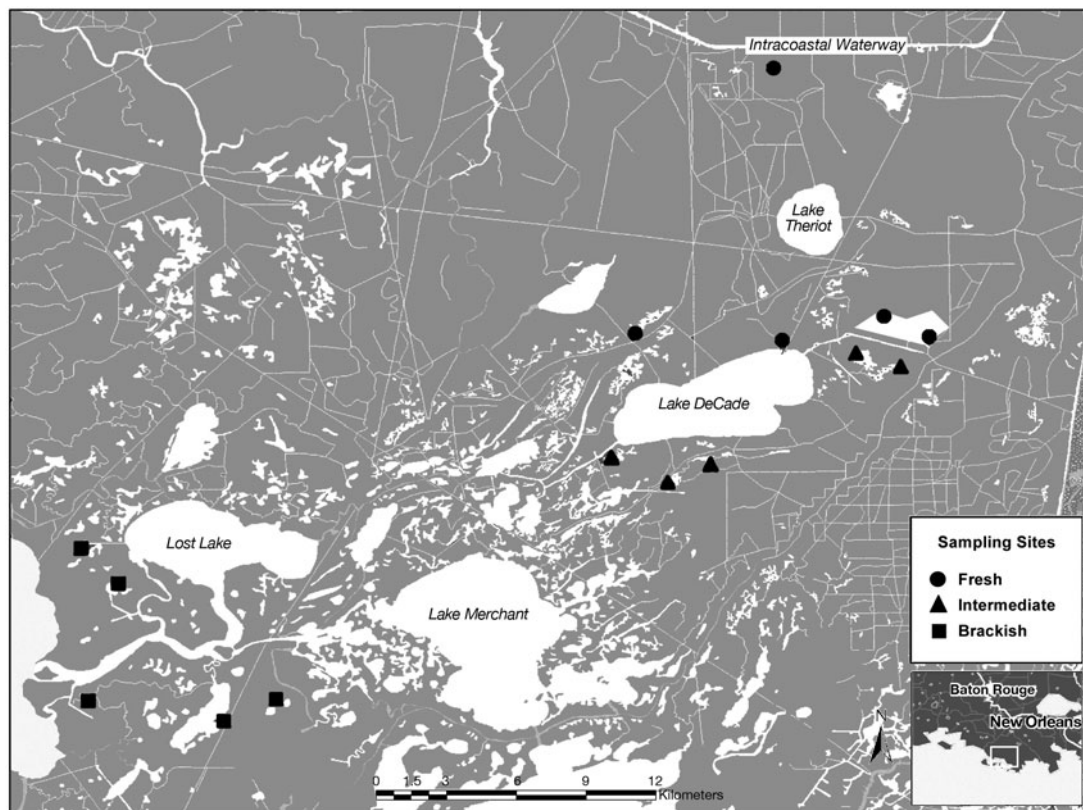 Intracoastal Waterway
Lake
Theriot
Lake DeCade
Lost Lake
Lake Merchant
Sampling Sites
Fresh
Intermediate
Brackish
N
Baton Rouge
New Orleans
0 1.5 3 6 9 12
Kilometers